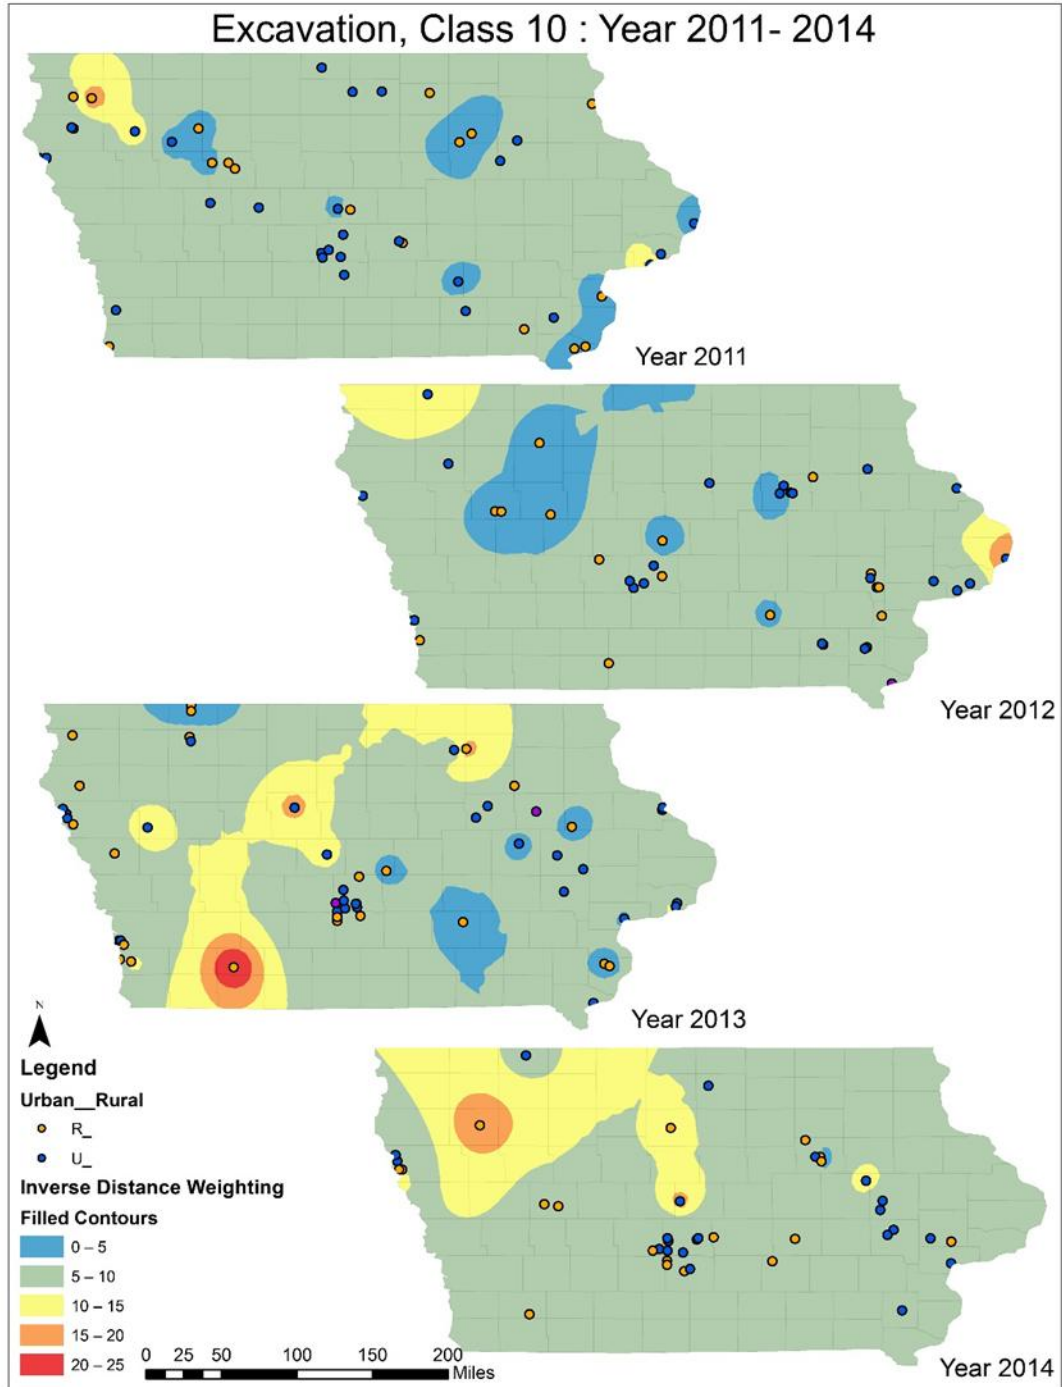 Excavation, Class 10 : Year 2011- 2014
Year 2011
Year 2012
Year 2013
N
Legend
Urban__Rural
R_
U_
Inverse Distance Weighting
Filled Contours
0 – 5
5 – 10
10 – 15
15 – 20
20 – 25
0 25 50 100 150 200
Miles
Year 2014